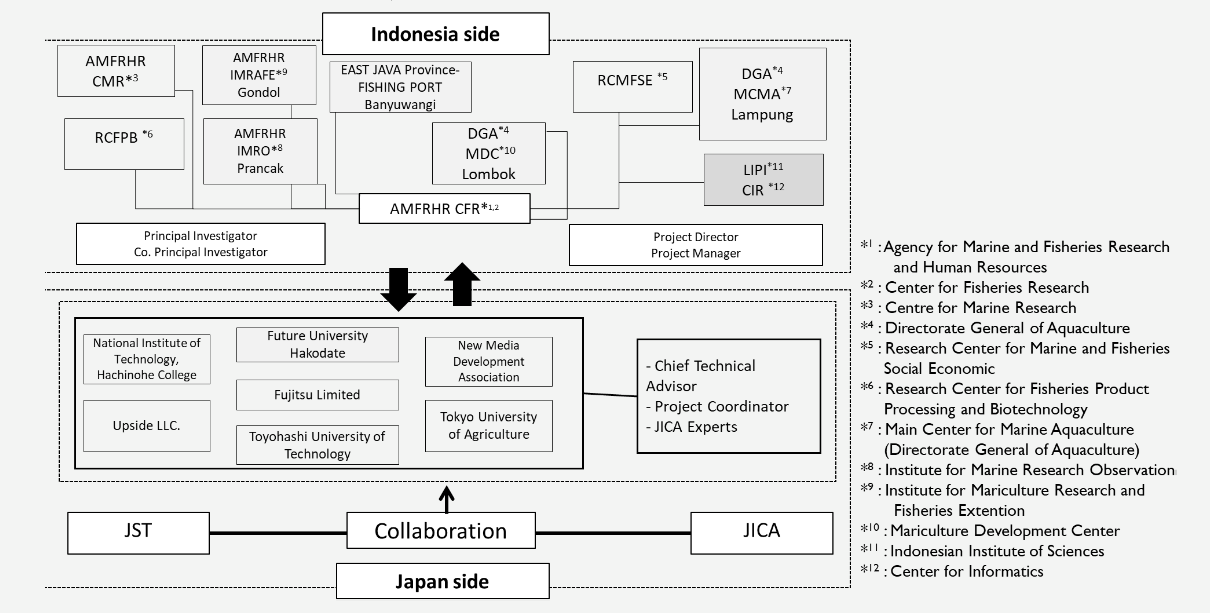 Indonesia side
AMFRHR
CMR*3
AMFRHR
IMRAFE*9
Gondol
EAST JAVA Province-
FISHING PORT
Banyuwangi
RCMFSE *5
DGA*4
MCMA*7
Lampung
RCFPB *6
AMFRHR
IMRO*8
Prancak
DGA*4
MDC*10
Lombok
LIPI*11
CIR *12
AMFRHR CFR*1,2
Principal Investigator
Co. Principal Investigator
Project Director
Project Manager
National Institute of
Technology,
Hachinohe College
Future University
Hakodate
New Media
Development
Association
Fujitsu Limited
Upside LLC.
Toyohashi University of
Technology
Tokyo University
of Agriculture
- Chief Technical
Advisor
- Project Coordinator
- JICA Experts
JST
Collaboration
JICA
Japan side
*1 : Agency for Marine and Fisheries Research
and Human Resources
*2 : Center for Fisheries Research
*3 : Centre for Marine Research
*4 : Directorate General of Aquaculture
*5 : Research Center for Marine and Fisheries
Social Economic
*6 : Research Center for Fisheries Product
Processing and Biotechnology
*7 : Main Center for Marine Aquaculture
(Directorate General of Aquaculture)
*8 : Institute for Marine Research Observation
*9 : Institute for Mariculture Research and
Fisheries Extention
*10 : Mariculture Development Center
*11 : Indonesian Institute of Sciences
*12 : Center for Informatics